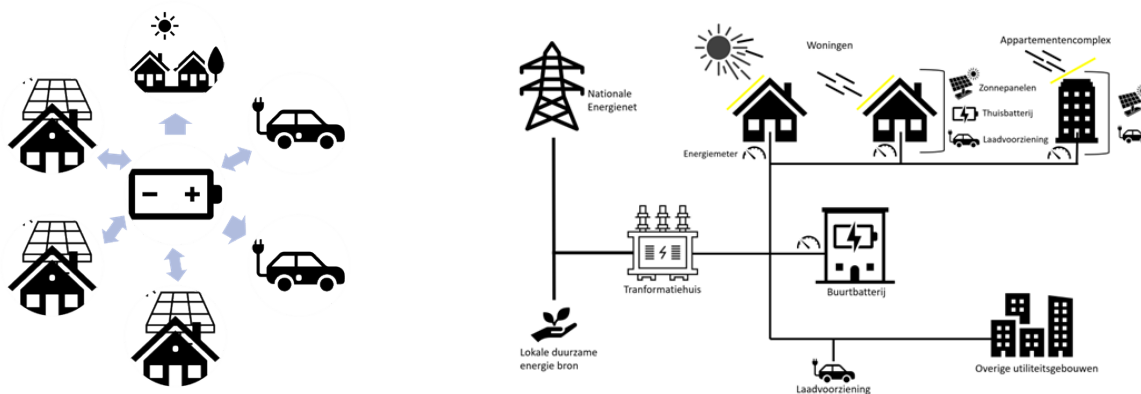 Woningen
Appartementencomplex
Nationale
Energienet
Zonnepanelen
Thuisbatterij
Laadvoorziening
Energiemeter
Tranformatiehuis
Buurtbatterij
Lokale duurzame
energie bron
Laadvoorziening
Overige utiliteitsgebouwen